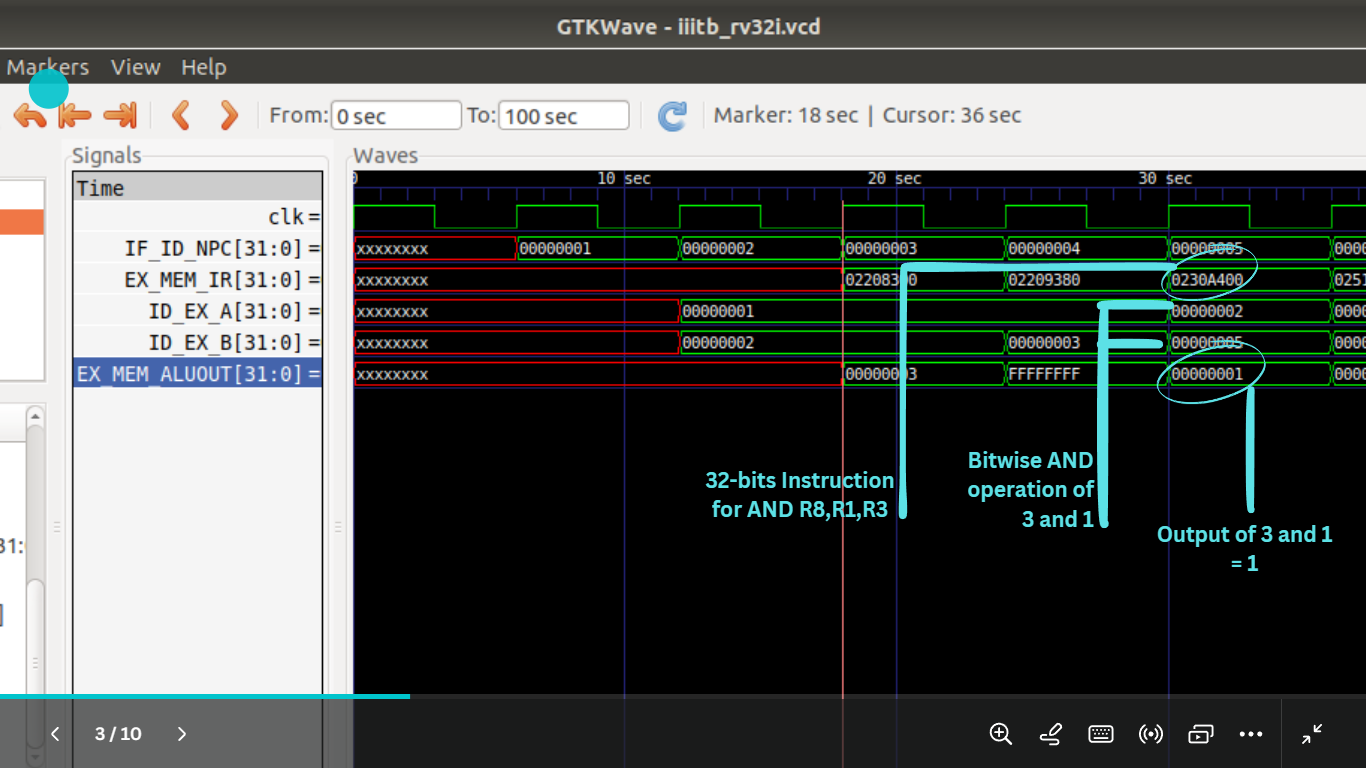 GTKWave - iiitb_rv32i.vcd
Markers View Help
From: 0 sec To: 100 sec Marker: 18 sec | Cursor: 36 sec
Signals
Waves
Time
0 10 sec 20 sec 30 sec
clk =
IF_ID_NPC[31:0] = xxxxxxxx 00000001 00000002 00000003 00000004 00000005 0000
EX_MEM_IR[31:0] = xxxxxxxx 02208300 02209380 0230A400 0251
ID_EX_A[31:0] = xxxxxxxx 00000001 00000002 0000
ID_EX_B[31:0] = xxxxxxxx 00000002 00000003 00000005 0000
EX_MEM_ALUOUT[31:0] = xxxxxxxx 00000003 FFFFFFFF 00000001 0000
32-bits Instruction
for AND R8,R1,R3
Bitwise AND
operation of
3 and 1
Output of 3 and 1
= 1
31:
]
3 / 10